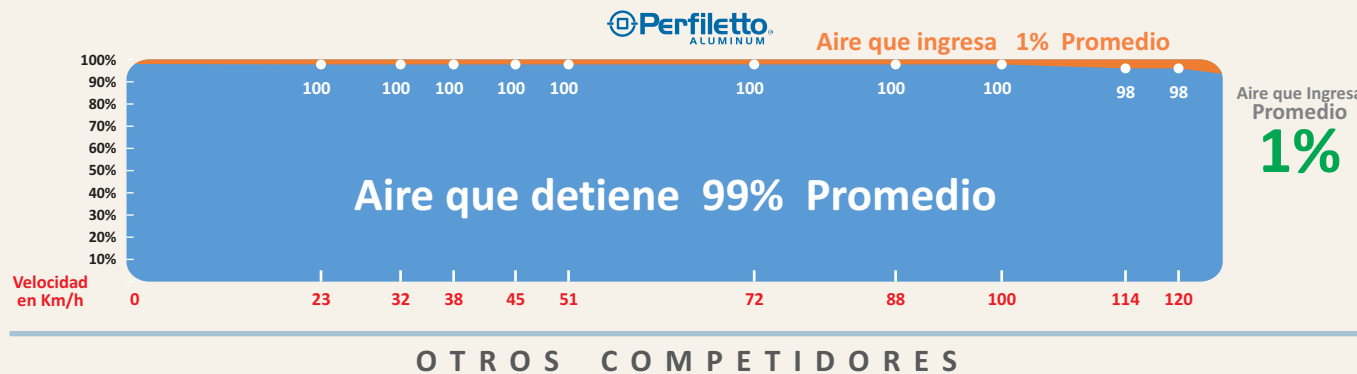 Perfiletto®
ALUMINUM
Aire que ingresa 1% Promedio
100%
90%
80%
70%
60%
50%
40%
30%
20%
10%
100 100 100 100 100 100 100 100 98 98
Aire que detiene 99% Promedio
Aire que Ingresa
Promedio
1%
Velocidad
en Km/h
0 23 32 38 45 51 72 88 100 114 120
OTROS COMPETIDORES